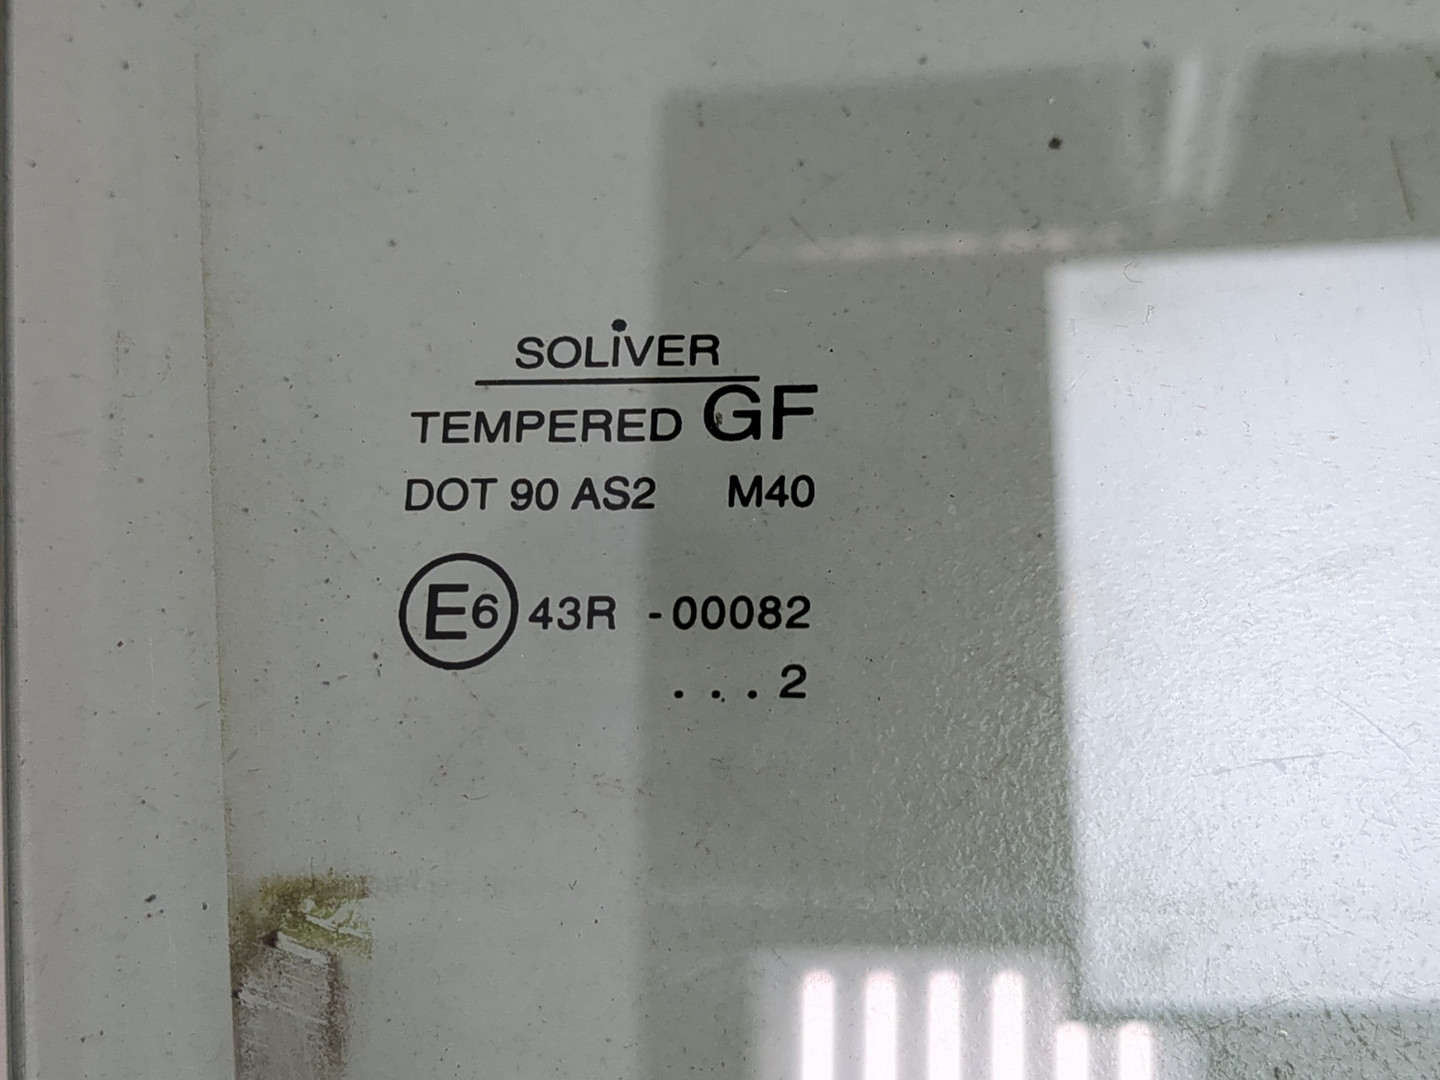 SOLIVER
TEMPERED GF
DOT 90 AS2 M40
E6 43R -00082
...2